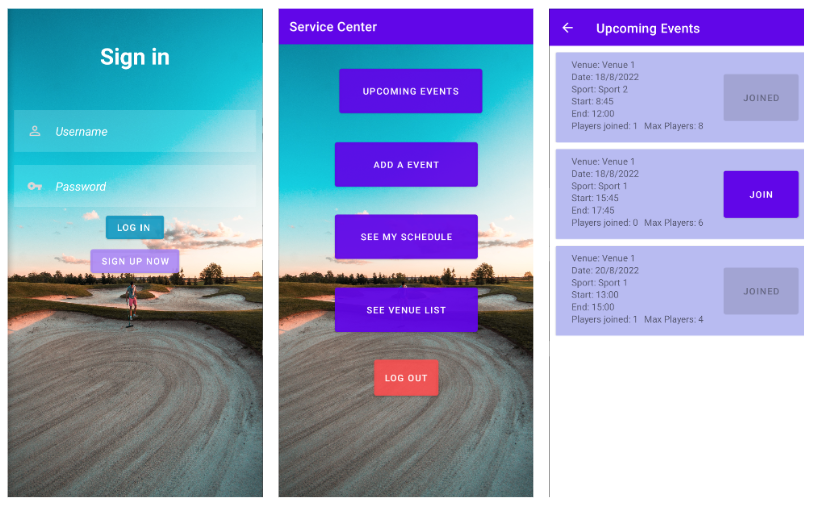 Sign in
Username
Password
LOG IN
SIGN UP NOW
Service Center
UPCOMING EVENTS
ADD A EVENT
SEE MY SCHEDULE
SEE VENUE LIST
LOG OUT
Upcoming Events
Venue: Venue 1
Date: 18/8/2022
Sport: Sport 2
Start: 8:45
End: 12:00
Players joined: 1 Max Players: 8
JOINED
Venue: Venue 1
Date: 18/8/2022
Sport: Sport 1
Start: 15:45
End: 17:45
Players joined: 0 Max Players: 6
JOIN
Venue: Venue 1
Date: 20/8/2022
Sport: Sport 1
Start: 13:00
End: 15:00
Players joined: 1 Max Players: 4
JOINED